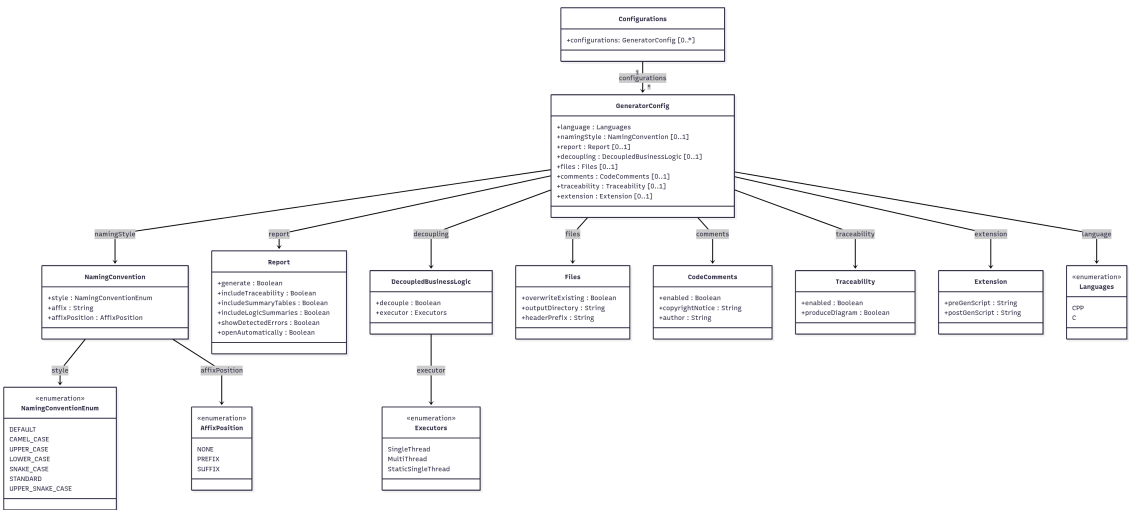 Configurations
+configurations: GeneratorConfig [0..*]
1
configurations
*
GeneratorConfig
+language : Languages
+namingStyle : NamingConvention [0..1]
+report : Report [0..1]
+decoupling : DecoupledBusinessLogic [0..1]
+files : Files [0..1]
+comments : CodeComments [0..1]
+traceability : Traceability [0..1]
+extension : Extension [0..1]
namingStyle
report
decoupling
files
comments
traceability
extension
language
NamingConvention
+style : NamingConventionEnum
+affix : String
+affixPosition : AffixPosition
Report
+generate : Boolean
+includeTraceability : Boolean
+includeSummaryTables : Boolean
+includeLogicSummaries : Boolean
+showDetectedErrors : Boolean
+openAutomatically : Boolean
DecoupledBusinessLogic
+decouple : Boolean
+executor : Executors
Files
+overwriteExisting : Boolean
+outputDirectory : String
+headerPrefix : String
CodeComments
+enabled : Boolean
+copyrightNotice : String
+author : String
Traceability
+enabled : Boolean
+produceDiagram : Boolean
Extension
+preGenScript : String
+postGenScript : String
«enumeration»
Languages
CPP
C
style
affixPosition
executor
«enumeration»
NamingConventionEnum
DEFAULT
CAMEL_CASE
UPPER_CASE
LOWER_CASE
SNAKE_CASE
STANDARD
UPPER_SNAKE_CASE
«enumeration»
AffixPosition
NONE
PREFIX
SUFFIX
«enumeration»
Executors
SingleThread
MultiThread
StaticSingleThread